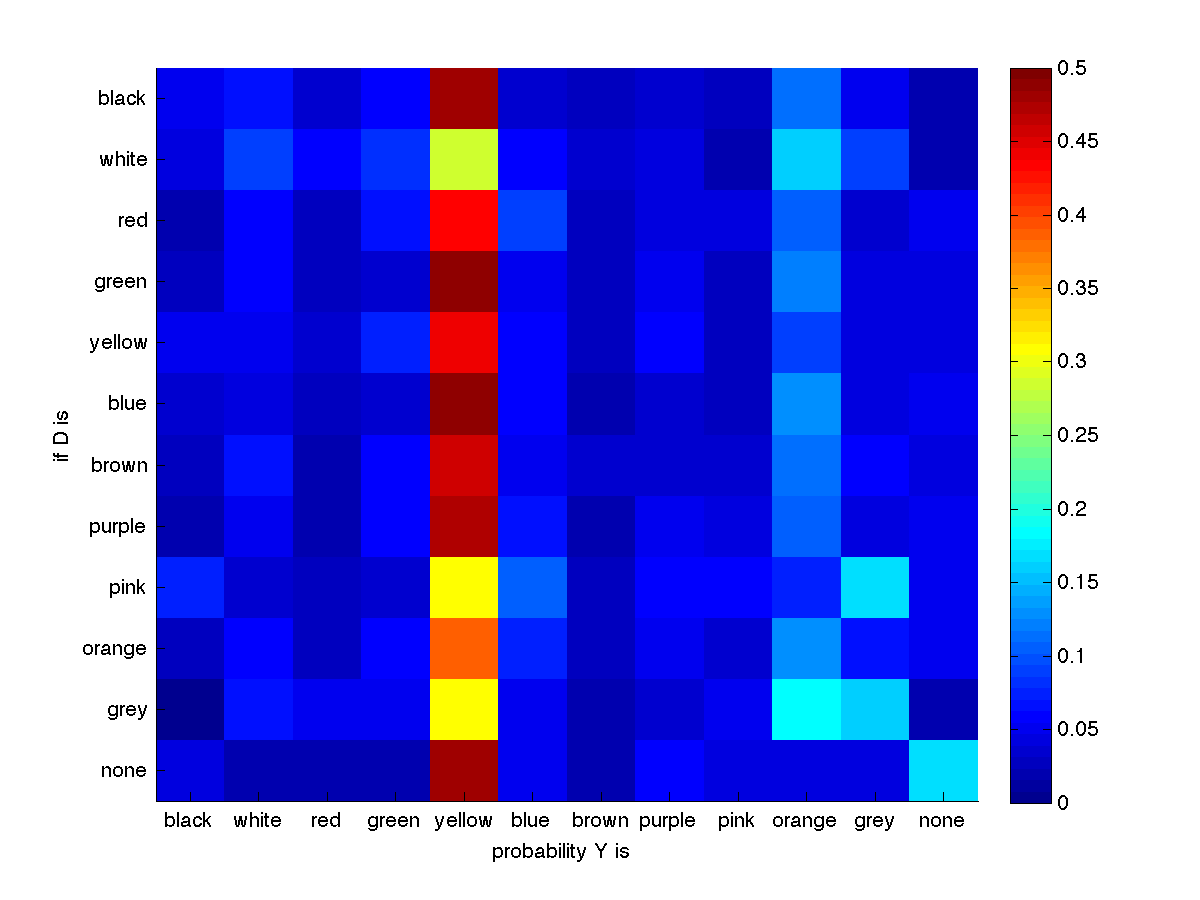 black
white
red
green
yellow
blue
brown
purple
pink
orange
grey
none
if D is
black white red green yellow blue brown purple pink orange grey none
probability Y is
0.5
0.45
0.4
0.35
0.3
0.25
0.2
0.15
0.1
0.05
0